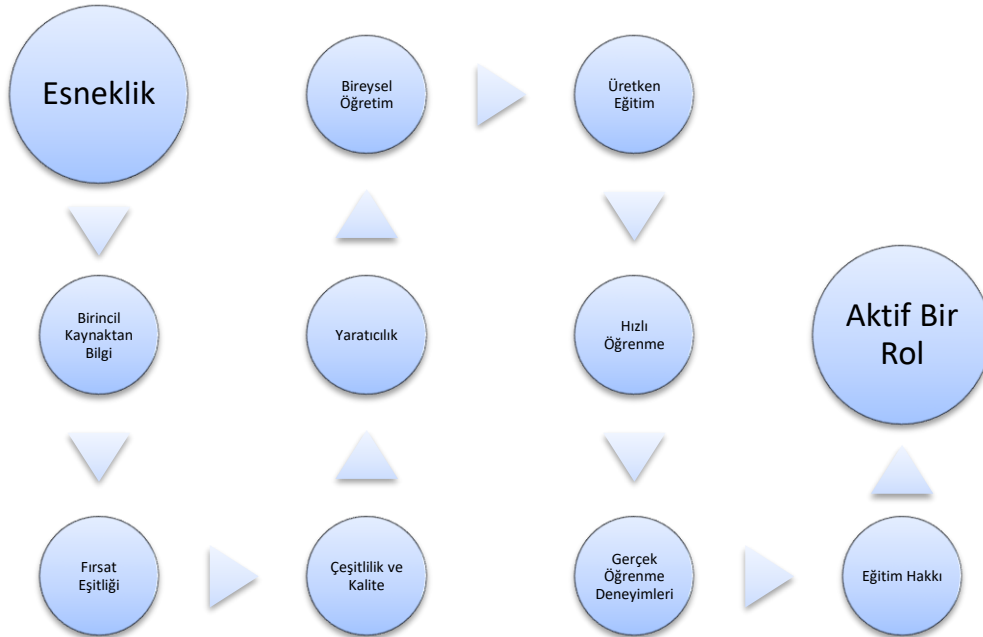 Esneklik
Birincil
Kaynaktan
Bilgi
Fırsat
Eşitliği
Çeşitlilik ve
Kalite
Yaratıcılık
Bireysel
Öğretim
Üretken
Eğitim
Hızlı
Öğrenme
Gerçek
Öğrenme
Deneyimleri
Eğitim Hakkı
Aktif Bir
Rol